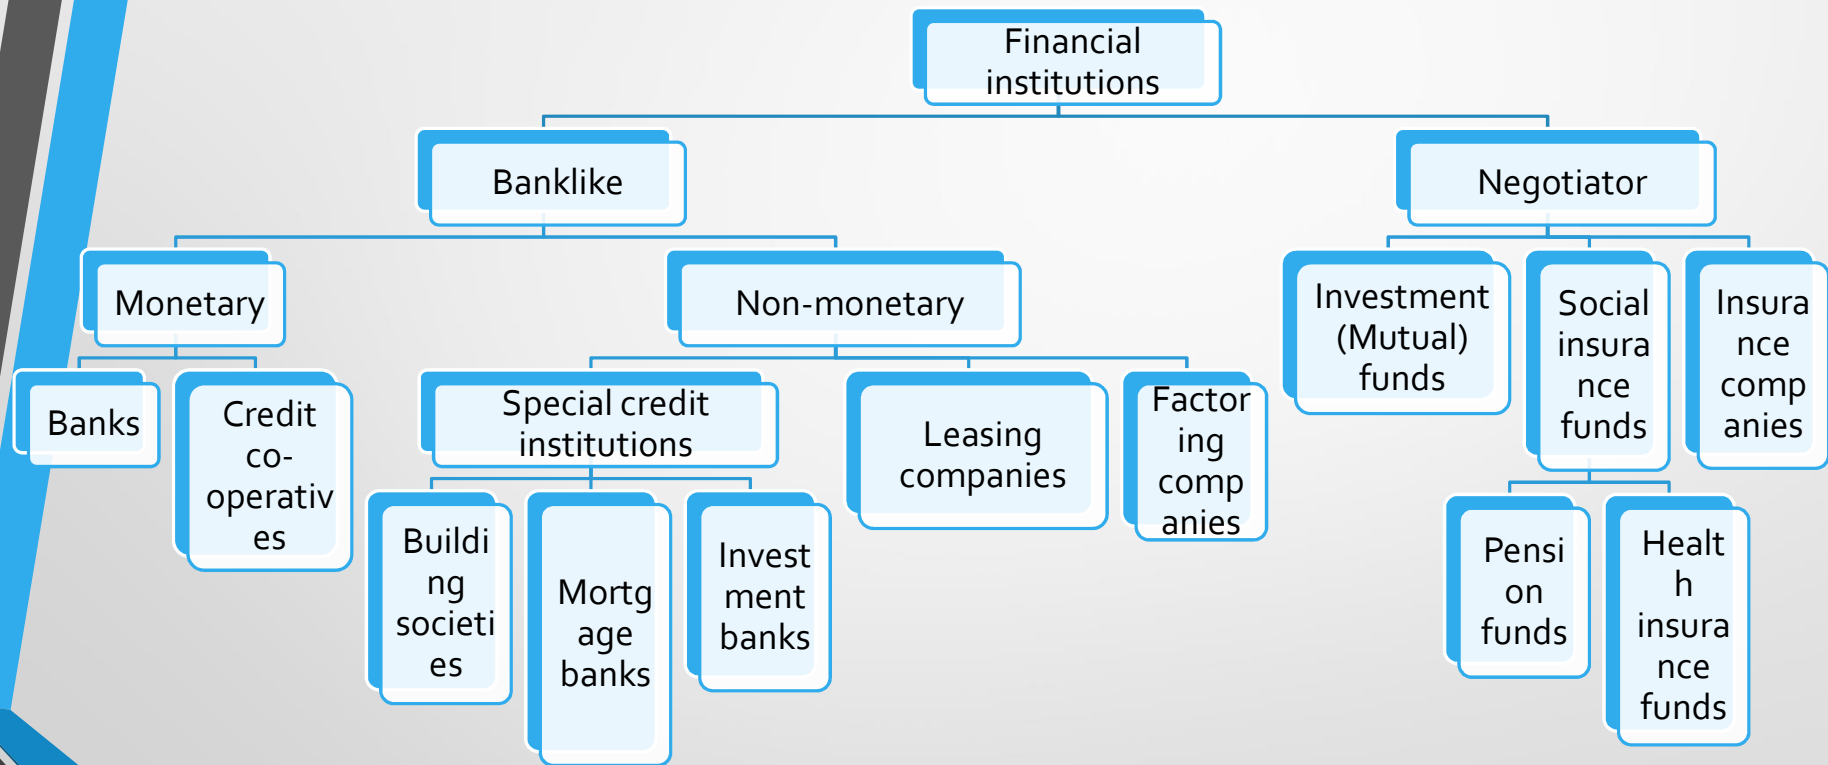 Financial
institutions
Banklike
Negotiator
Monetary
Non-monetary
Investment
(Mutual)
funds
Social
insura
nce
funds
Insura
nce
comp
anies
Banks
Credit
co-
operativ
es
Special credit
institutions
Leasing
companies
Factor
ing
comp
anies
Buildi
ng
societi
es
Mortg
age
banks
Invest
ment
banks
Pensi
on
funds
Healt
h
insura
nce
funds